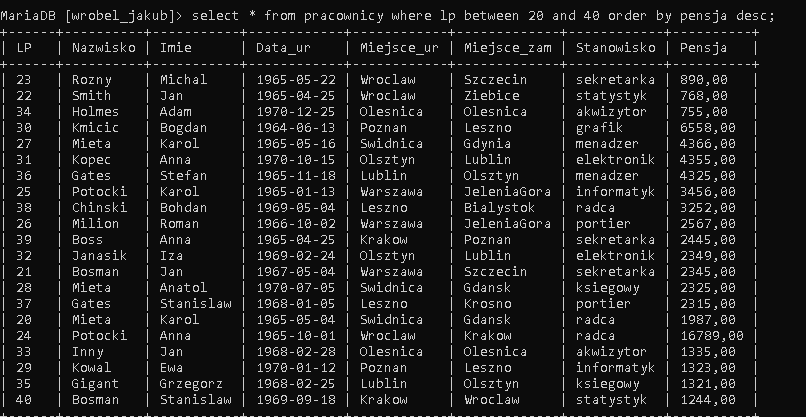 MariaDB [wrobel_jakub]> select * from pracownicy where lp between 20 and 40 order by pensja desc;
+----+----------+-----------+------------+-------------+-------------+------------+----------+
| LP | Nazwisko | Imie | Data_ur | Miejsce_ur | Miejsce_zam | Stanowisko | Pensja |
+----+----------+-----------+------------+-------------+-------------+------------+----------+
| 23 | Rozny | Michal | 1965-05-22 | Wroclaw | Szczecin | sekretarka | 890,00 |
| 22 | Smith | Jan | 1965-04-25 | Wroclaw | Ziebice | statystyk | 768,00 |
| 34 | Holmes | Adam | 1970-12-25 | Olesnica | Olesnica | akwizytor | 755,00 |
| 30 | Kmicic | Bogdan | 1964-06-13 | Poznan | Leszno | grafik | 6558,00 |
| 27 | Mieta | Karol | 1965-05-16 | Swidnica | Gdynia | menadzer | 4366,00 |
| 31 | Kopec | Anna | 1970-10-15 | Olsztyn | Lublin | elektronik | 4355,00 |
| 36 | Gates | Stefan | 1965-11-18 | Lublin | Olsztyn | menadzer | 4325,00 |
| 25 | Potocki | Karol | 1965-01-13 | Warszawa | JeleniaGora | informatyk | 3456,00 |
| 38 | Chinski | Bohdan | 1969-05-04 | Leszno | Bialystok | radca | 3252,00 |
| 26 | Milion | Roman | 1966-10-02 | Warszawa | JeleniaGora | portier | 2567,00 |
| 39 | Boss | Anna | 1965-04-25 | Krakow | Poznan | sekretarka | 2445,00 |
| 32 | Janasik | Iza | 1969-02-24 | Olsztyn | Lublin | elektronik | 2349,00 |
| 21 | Bosman | Jan | 1967-05-04 | Warszawa | Szczecin | sekretarka | 2345,00 |
| 28 | Mieta | Anatol | 1970-07-05 | Swidnica | Gdansk | ksiegowy | 2325,00 |
| 37 | Gates | Stanislaw | 1968-01-05 | Leszno | Krosno | portier | 2315,00 |
| 20 | Mieta | Karol | 1965-05-04 | Swidnica | Gdansk | radca | 1987,00 |
| 24 | Potocki | Anna | 1965-10-01 | Wroclaw | Krakow | radca | 16789,00 |
| 33 | Inny | Jan | 1968-02-28 | Olesnica | Olesnica | akwizytor | 1335,00 |
| 29 | Kowal | Ewa | 1970-01-12 | Poznan | Leszno | informatyk | 1323,00 |
| 35 | Gigant | Grzegorz | 1968-02-25 | Lublin | Olsztyn | ksiegowy | 1321,00 |
| 40 | Bosman | Stanislaw | 1969-09-18 | Krakow | Wroclaw | statystyk | 1244,00 |
+----+----------+-----------+------------+-------------+-------------+------------+----------+